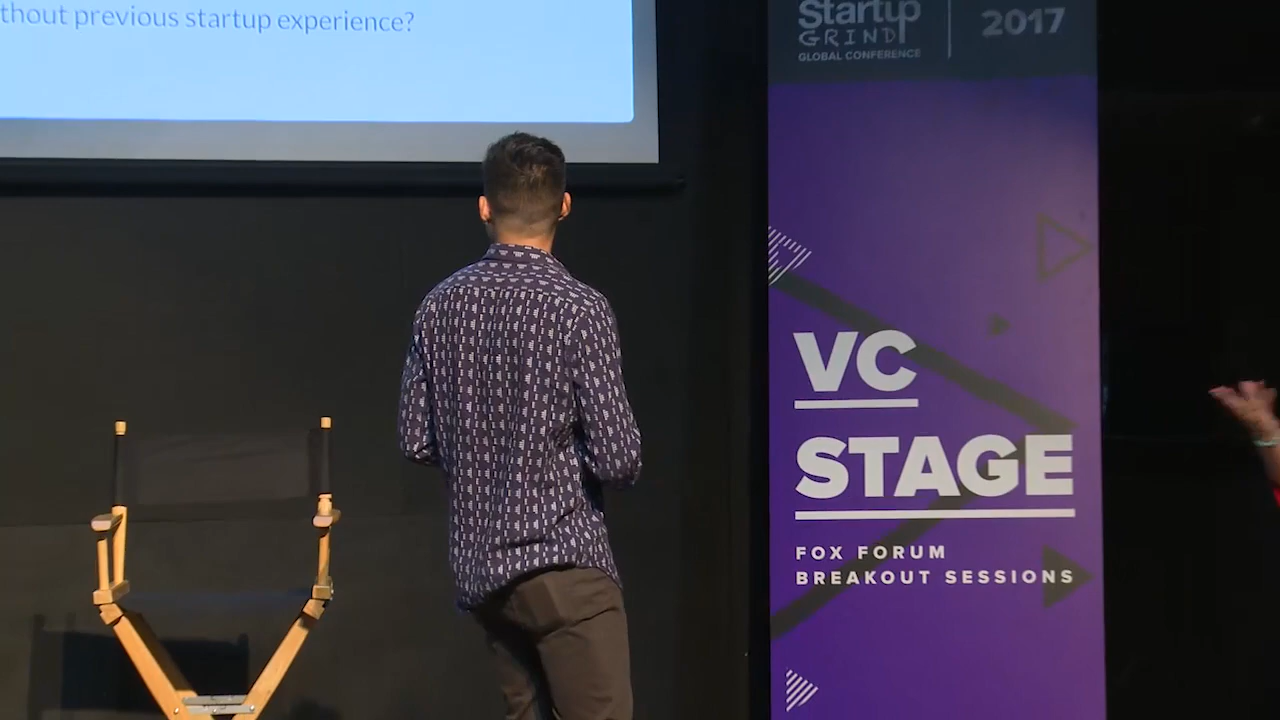 thout previous startup experience?
Startup
GRIND
GLOBAL CONFERENCE
2017
VC
STAGE
FOX FORUM
BREAKOUT SESSIONS